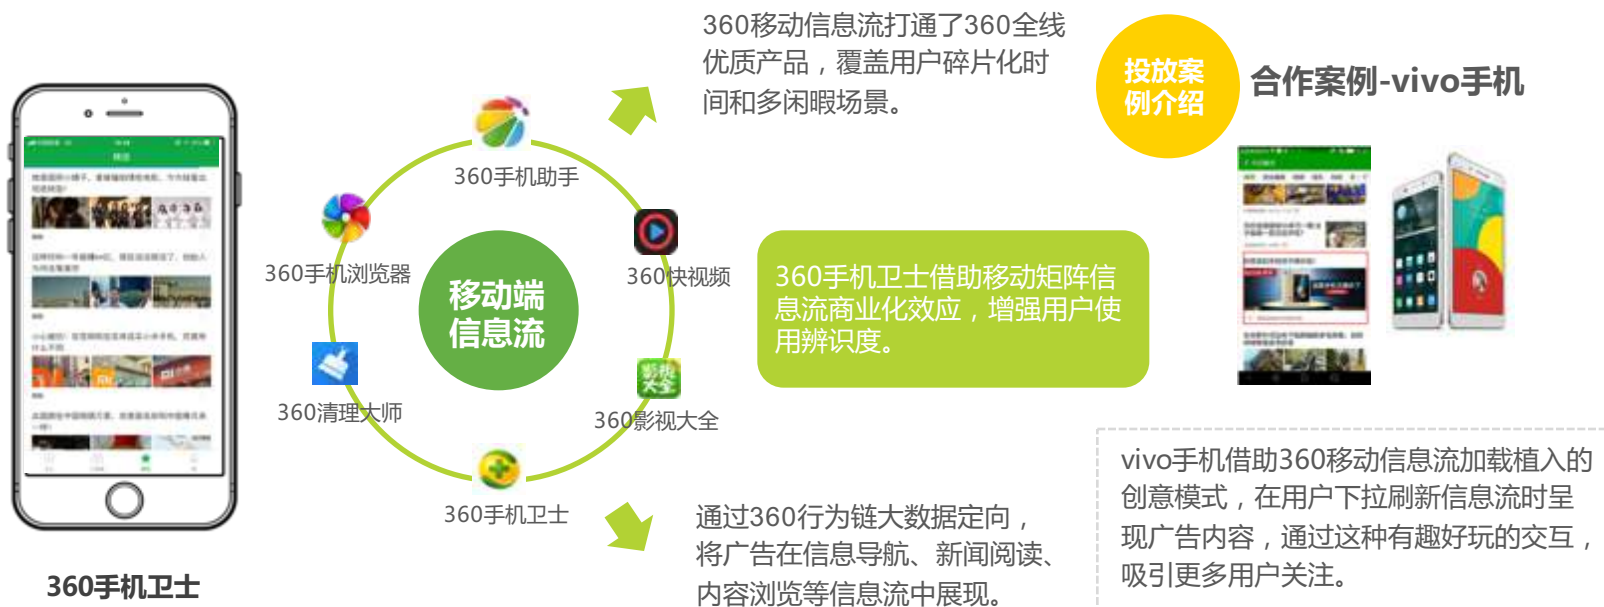 360手机卫士
360手机助手
360手机浏览器
360快视频
移动端
信息流
360清理大师
360影视大全
影视
大全
360手机卫士
360移动信息流打通了360全线
优质产品，覆盖用户碎片化时
间和多闲暇场景。
360手机卫士借助移动矩阵信
息流商业化效应，增强用户使
用辨识度。
通过360行为链大数据定向，
将广告在信息导航、新闻阅读、
内容浏览等信息流中展现。
投放案
例介绍
合作案例-vivo手机
vivo手机借助360移动信息流加载植入的
创意模式，在用户下拉刷新信息流时呈
现广告内容，通过这种有趣好玩的交互，
吸引更多用户关注。